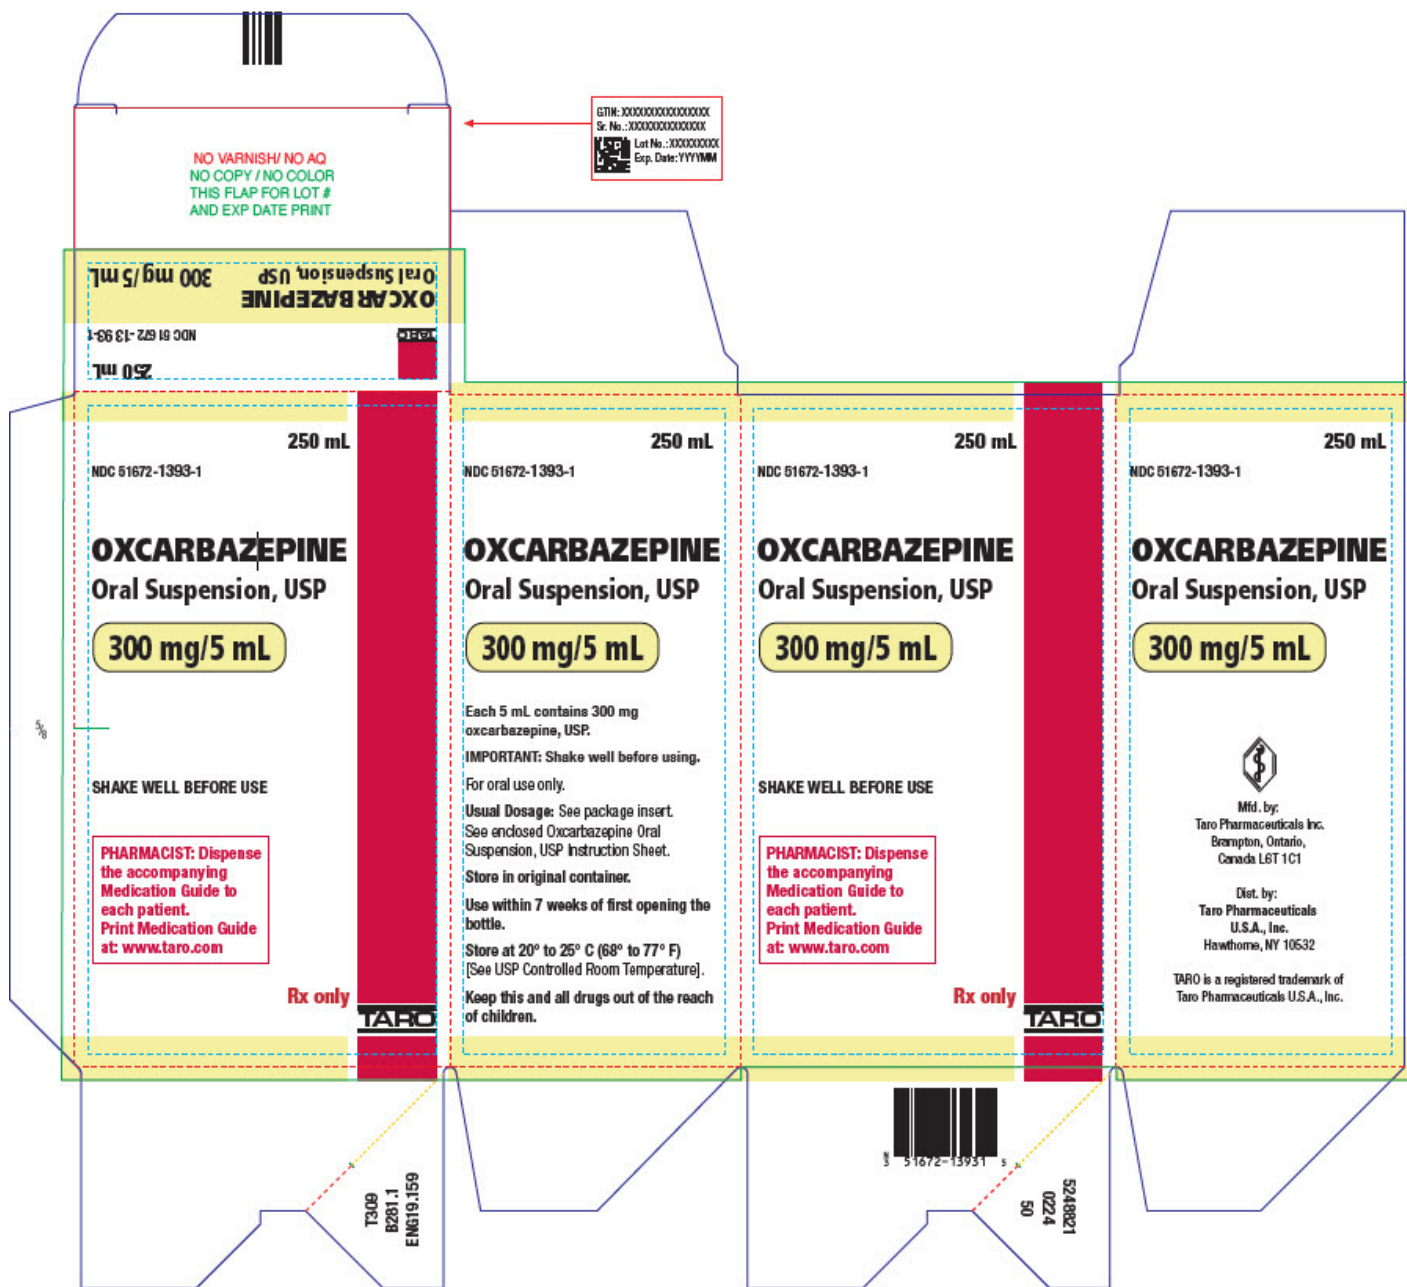 GTIN: XXXXXXXXXXXXXXXX
Sr. No.: XXXXXXXXXXXXXX
Lot No.: XXXXXXXXX
Exp. Date: YYYYMM
NO VARNISH/ NO AQ
NO COPY / NO COLOR
THIS FLAP FOR LOT #
AND EXP DATE PRINT
OXCARBAZEPINE
Oral Suspension, USP
300 mg/5 mL
NDC 51672-1393-1
TARO
250 mL
5/8
250 mL
NDC 51672-1393-1
OXCARBAZEPINE
Oral Suspension, USP
300 mg/5 mL
SHAKE WELL BEFORE USE
PHARMACIST: Dispense
the accompanying
Medication Guide to
each patient.
Print Medication Guide
at: www.taro.com
Rx only
TARO
250 mL
NDC 51672-1393-1
OXCARBAZEPINE
Oral Suspension, USP
300 mg/5 mL
Each 5 mL contains 300 mg
oxcarbazepine, USP.
IMPORTANT: Shake well before using.
For oral use only.
Usual Dosage: See package insert.
See enclosed Oxcarbazepine Oral
Suspension, USP Instruction Sheet.
Store in original container.
Use within 7 weeks of first opening the
bottle.
Store at 20° to 25° C (68° to 77° F)
[See USP Controlled Room Temperature].
Keep this and all drugs out of the reach
of children.
250 mL
NDC 51672-1393-1
OXCARBAZEPINE
Oral Suspension, USP
300 mg/5 mL
SHAKE WELL BEFORE USE
PHARMACIST: Dispense
the accompanying
Medication Guide to
each patient.
Print Medication Guide
at: www.taro.com
Rx only
TARO
250 mL
NDC 51672-1393-1
OXCARBAZEPINE
Oral Suspension, USP
300 mg/5 mL
Mfd. by:
Taro Pharmaceuticals Inc.
Brampton, Ontario,
Canada L6T 1C1
Dist. by:
Taro Pharmaceuticals
U.S.A., Inc.
Hawthorne, NY 10532
TARO is a registered trademark of
Taro Pharmaceuticals U.S.A., Inc.
T309
B281.1
ENG19.159
3 51672-13931 5
5248821
0224
50